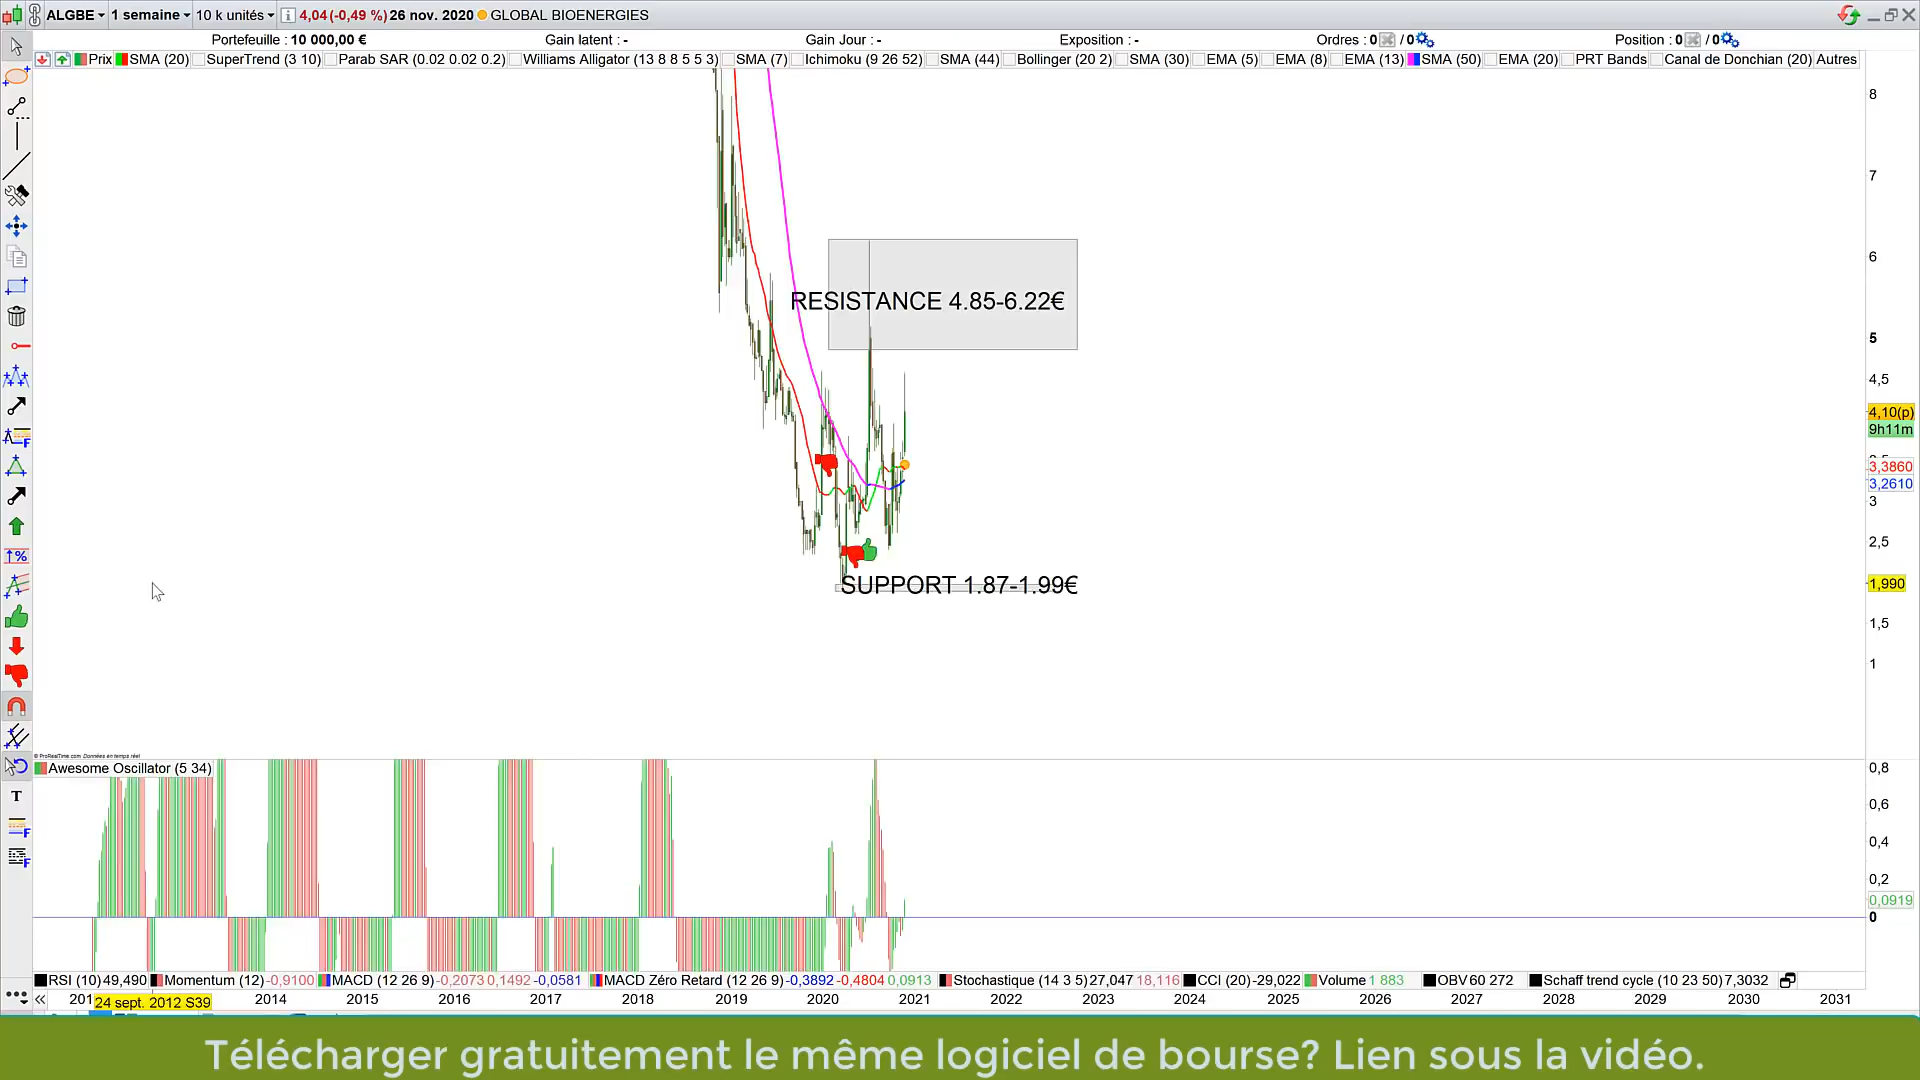 ALGBE 1 semaine 10 k unités 4,04 (-0,49 %) 26 nov. 2020 GLOBAL BIOENERGIES
Portefeuille : 10 000,00 € Gain latent : - Gain Jour : - Exposition : - Ordres : 0 / 0 Position : 0 / 0
Prix SMA (20) SuperTrend (3 10) Parab SAR (0.02 0.02 0.2) Williams Alligator (13 8 8 5 5 3) SMA (7) Ichimoku (9 26 52) SMA (44) Bollinger (20 2) SMA (30) EMA (5) EMA (8) EMA (13) SMA (50) EMA (20) PRT Bands Canal de Donchian (20) Autres
8
7
6
RESISTANCE 4.85-6.22€
5
4,5
4,10(p)
9h11m
3,3860
3,2610
3
2,5
SUPPORT 1.87-1.99€
1,990
1,5
1
© ProRealTime.com Données en temps réel
Awesome Oscillator (5 34)
0,8
0,6
0,4
0,2
0,0919
0
RSI (10) 49,490 Momentum (12) -0,9100 MACD (12 26 9) -0,2073 0,1492 -0,0581 MACD Zéro Retard (12 26 9) -0,3892 -0,4804 0,0913 Stochastique (14 3 5) 27,047 18,116 CCI (20) -29,022 Volume 1 883 OBV 60 272 Schaff trend cycle (10 23 50) 7,3032
24 sept. 2012 S39 2014 2015 2016 2017 2018 2019 2020 2021 2022 2023 2024 2025 2026 2027 2028 2029 2030 2031
Télécharger gratuitement le même logiciel de bourse? Lien sous la vidéo.